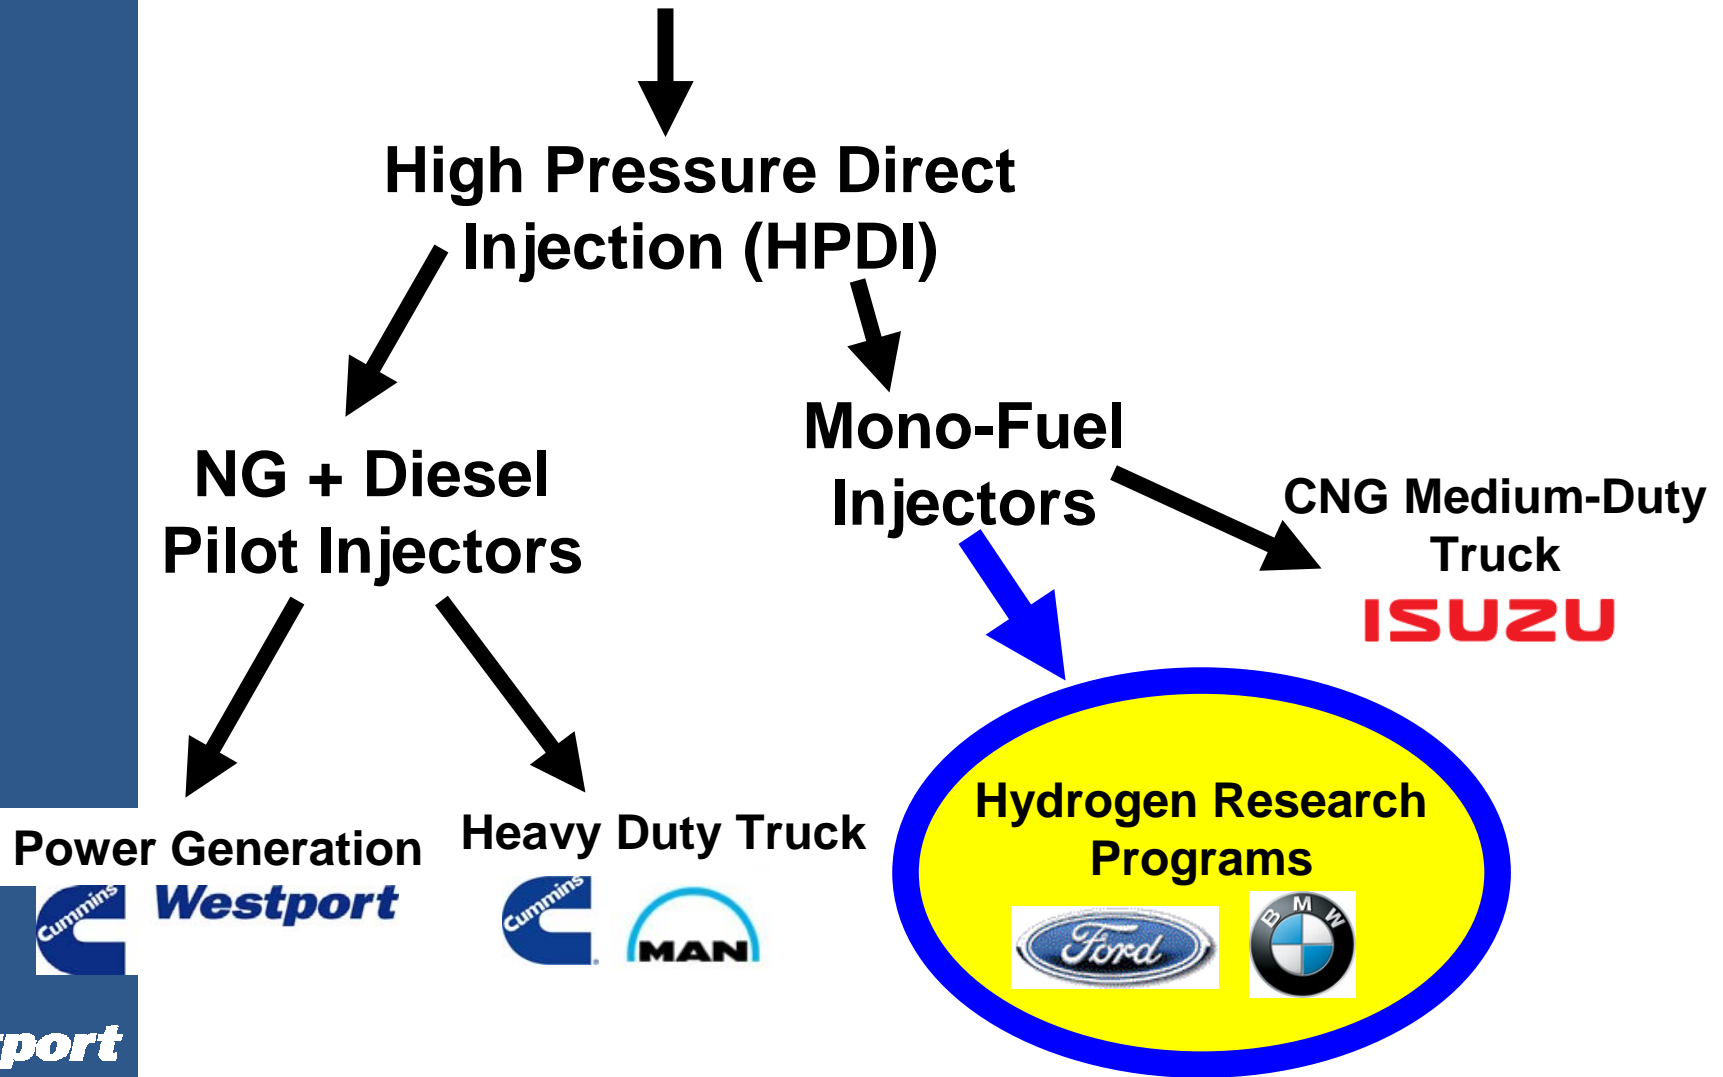 High Pressure Direct
Injection (HPDI)
Mono-Fuel
Injectors
NG + Diesel
Pilot Injectors
CNG Medium-Duty
Truck
ISUZU
Power Generation
Cummins
Westport
Heavy Duty Truck
Cummins
MAN
Hydrogen Research
Programs
Ford
BMW
port